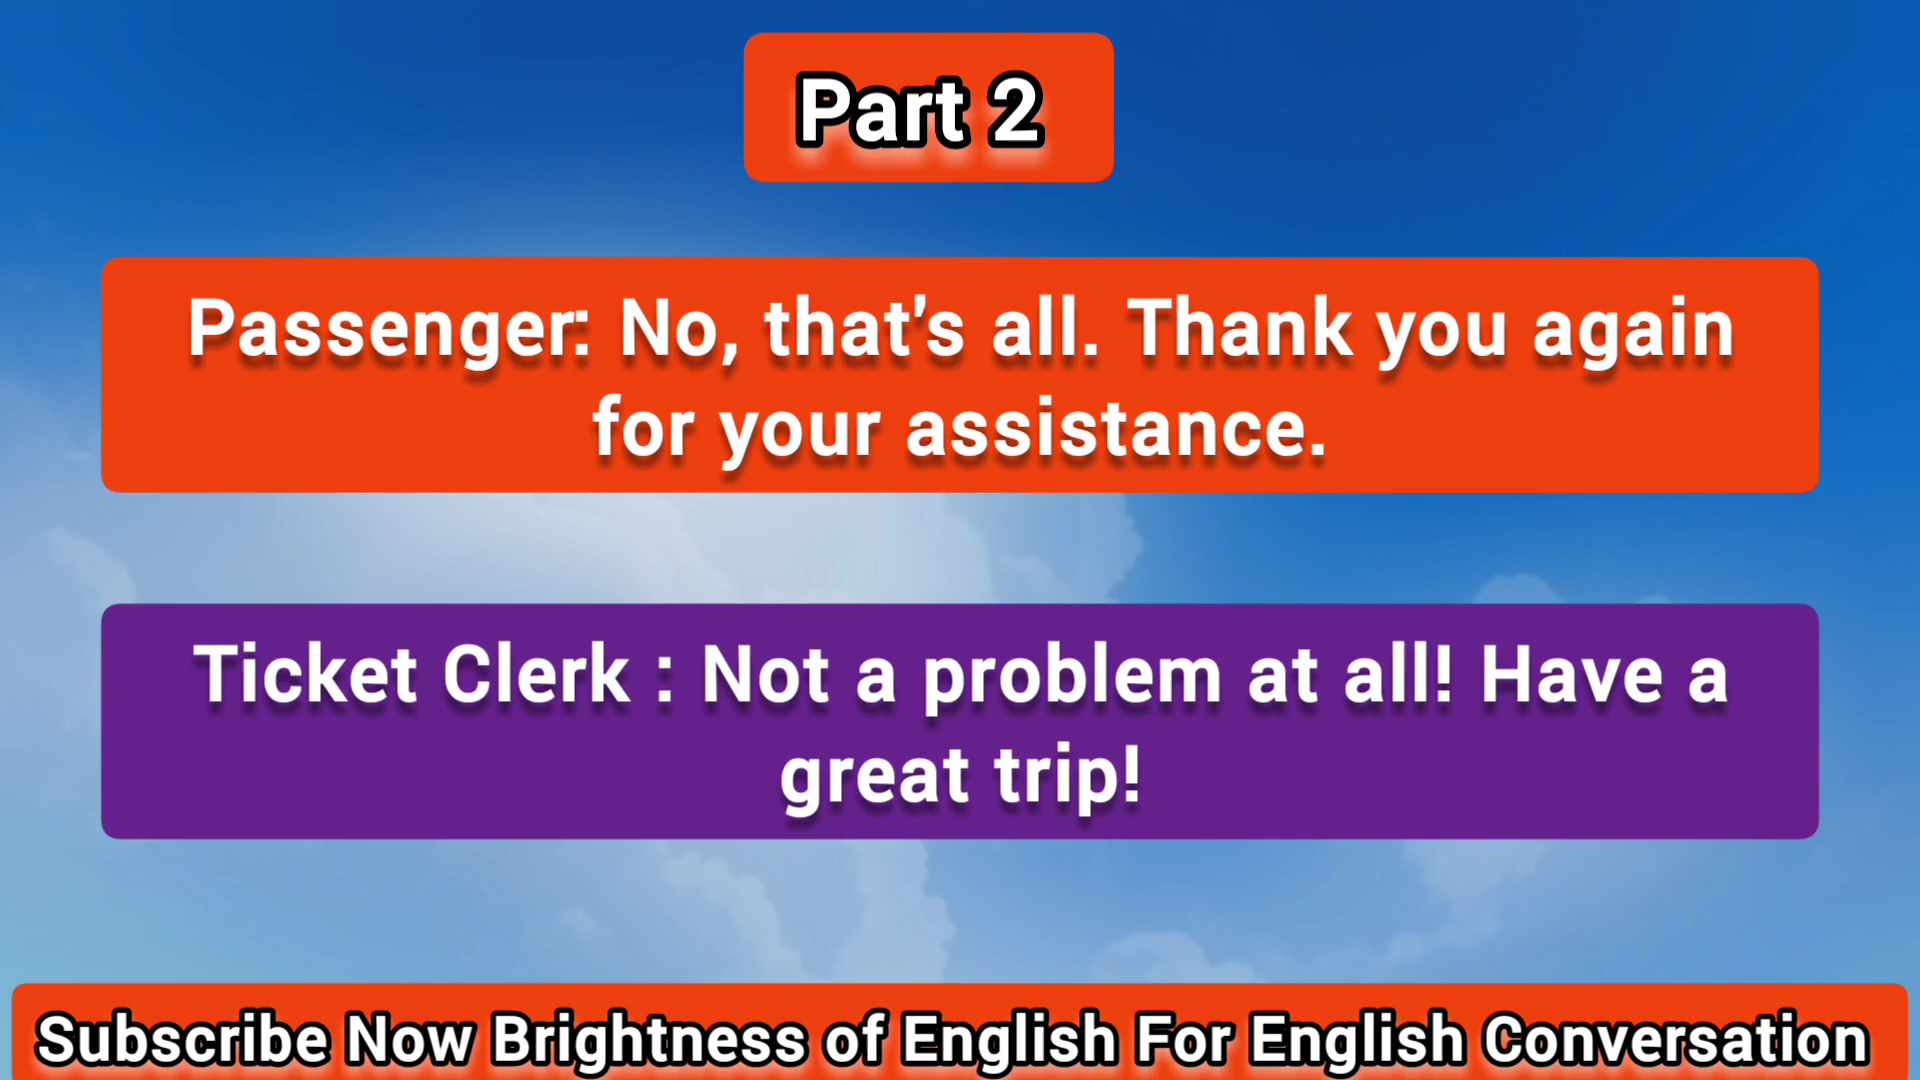 Part 2
Passenger: No, that's all. Thank you again
for your assistance.
Ticket Clerk : Not a problem at all! Have a
great trip!
Subscribe Now Brightness of English For English Conversation